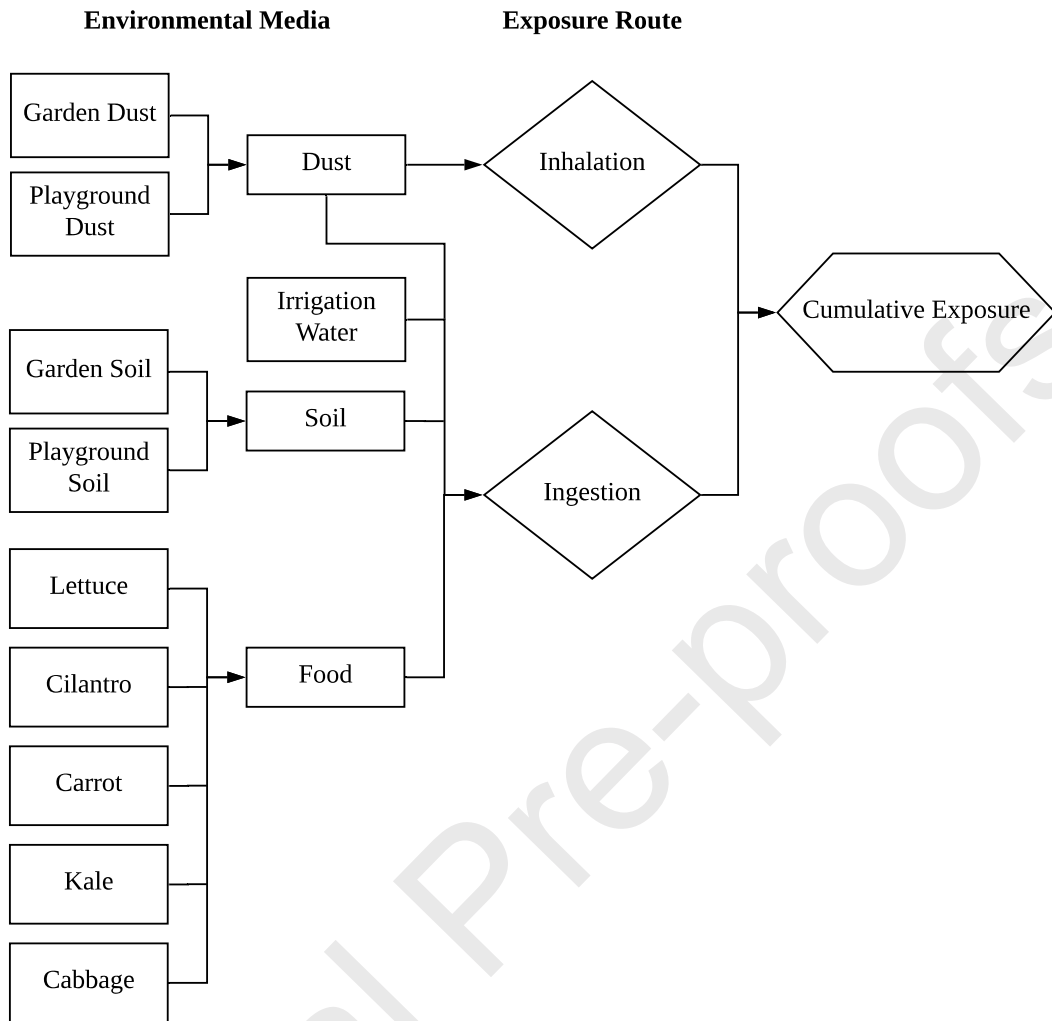 Environmental Media
Exposure Route
Garden Dust
Playground
Dust
Dust
Inhalation
Irrigation
Water
Cumulative Exposure
Garden Soil
Playground
Soil
Soil
Ingestion
Lettuce
Cilantro
Carrot
Kale
Cabbage
Food
al Pre-proofs